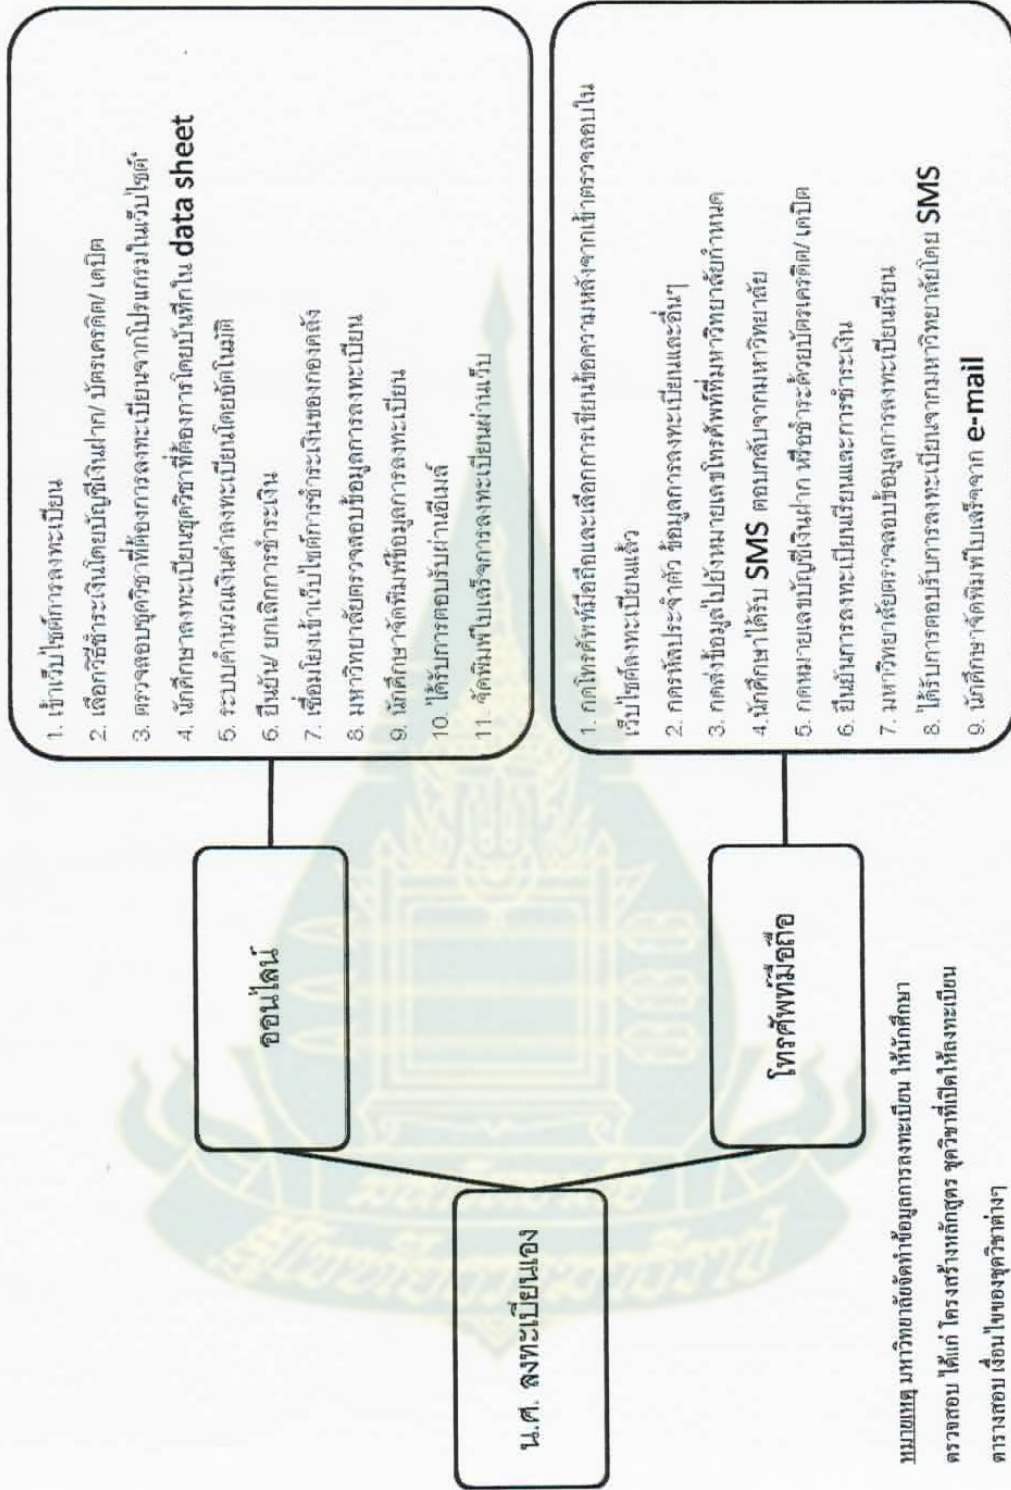 น.ศ. ลงทะเบียนเอง
ออนไลน์
1. เข้าเว็บไซต์การลงทะเบียน
2. เลือกวิธีชำระเงินโดยบัญชีเงินฝาก/ บัตรเครดิต/ เดบิต
3. ตรวจสอบชุดวิชาที่ต้องการลงทะเบียนจากโปรแกรมในเว็บไซต์*
4. นักศึกษาลงทะเบียนชุดวิชาที่ต้องการโดยบันทึกใน data sheet
5. ระบบคำนวณเงินค่าลงทะเบียนโดยอัตโนมัติ
6. ยืนยัน/ ยกเลิกการชำระเงิน
7. เชื่อมโยงเข้าเว็บไซต์การชำระเงินของกองคลัง
8. มหาวิทยาลัยตรวจสอบข้อมูลการลงทะเบียน
9. นักศึกษาจัดพิมพ์ข้อมูลการลงทะเบียน
10. ได้รับการตอบรับผ่านอีเมล์
11. จัดพิมพ์ใบเสร็จการลงทะเบียนผ่านเว็บ
โทรศัพท์มือถือ
1. กดโทรศัพท์มือถือและเลือกการเขียนข้อความหลังจากเข้าตรวจสอบใน
เว็บไซต์ลงทะเบียนแล้ว
2. กดรหัสประจำตัว ข้อมูลการลงทะเบียนและอื่นๆ
3. กดส่งข้อมูลไปยังหมายเลขโทรศัพท์ที่มหาวิทยาลัยกำหนด
4.นักศึกษาได้รับ SMS ตอบกลับจากมหาวิทยาลัย
5. กดหมายเลขบัญชีเงินฝาก หรือชำระด้วยบัตรเครดิต/ เดบิต
6. ยืนยันการลงทะเบียนเรียนและการชำระเงิน
7. มหาวิทยาลัยตรวจสอบข้อมูลการลงทะเบียนเรียน
8. ได้รับการตอบรับการลงทะเบียนจากมหาวิทยาลัยโดย SMS
9. นักศึกษาจัดพิมพ์ใบเสร็จจาก e-mail
หมายเหตุ มหาวิทยาลัยจัดทำข้อมูลการลงทะเบียน ให้นักศึกษา
ตรวจสอบ ได้แก่ โครงสร้างหลักสูตร ชุดวิชาที่เปิดให้ลงทะเบียน
ตารางสอบ เงื่อนไขของชุดวิชาต่างๆ